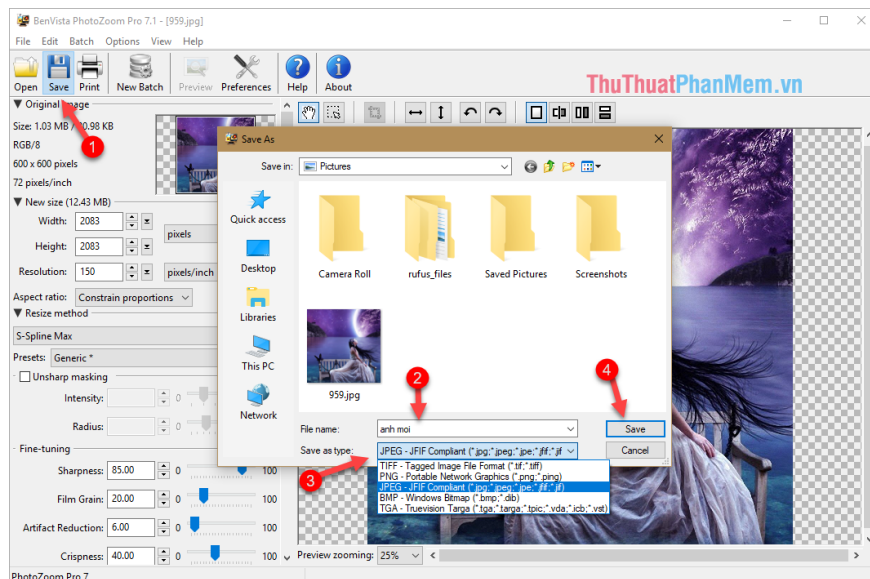 BenVista PhotoZoom Pro 7.1 - [959.jpg]
File Edit Batch Options View Help
Open Save Print New Batch Preview Preferences Help About
ThuThuatPhanMem.vn
Original Image
Size: 1.03 MB / 0.98 KB
RGB/8
600 x 600 pixels
72 pixels/inch
1
New size (12.43 MB)
Width: 2083
pixels
Height: 2083
Resolution: 150 pixels/inch
Aspect ratio: Constrain proportions
Resize method
S-Spline Max
Presets: Generic *
Unsharp masking
Intensity: 0
Radius: 0
Fine-tuning
Sharpness: 85.00 0 100
Film Grain: 20.00 0 100
Artifact Reduction: 6.00 0 100
Crispness: 40.00 0 100
Save As
Save in: Pictures
Quick access
Desktop
Libraries
This PC
Network
Camera Roll rufus_files Saved Pictures Screenshots
959.jpg
2
4
File name: anh moi Save
Save as type: JPEG - JFIF Compliant (*.jpg;*.jpeg;*.jpe;*.jfif;*.jif Cancel
3
TIFF - Tagged Image File Format (*.tif;*.tiff)
PNG - Portable Network Graphics (*.png;*.ping)
JPEG - JFIF Compliant (*.jpg;*.jpeg;*.jpe;*.jfif;*.jif)
BMP - Windows Bitmap (*.bmp;*.dib)
TGA - Truevision Targa (*.tga;*.targa;*.tpic;*.vda;*.icb;*.vst)
Preview zooming: 25%
PhotoZoom Pro 7